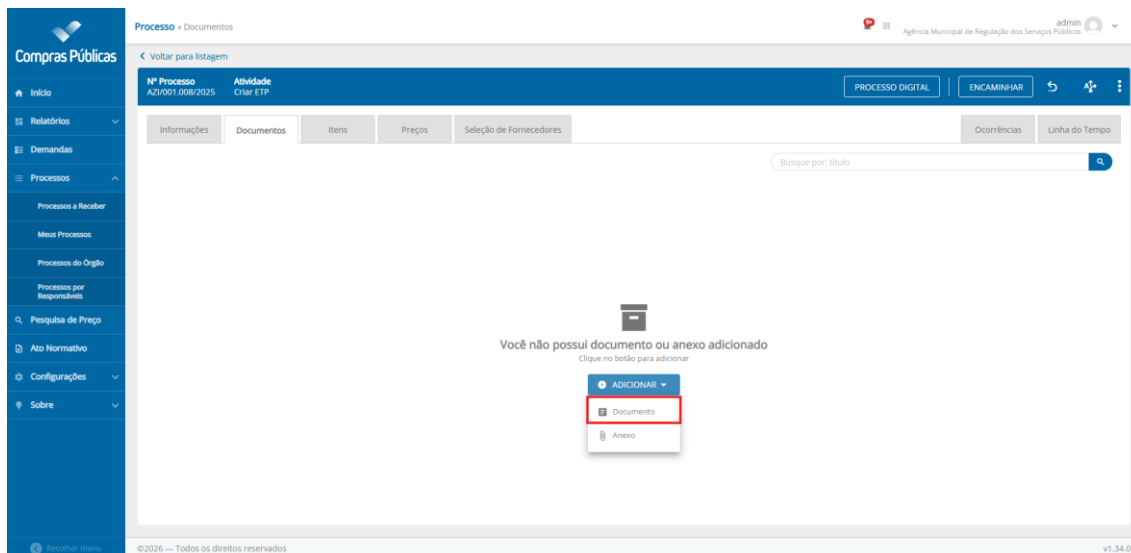 Compras Públicas
Início
Relatórios
Demandas
Processos
Processos a Receber
Meus Processos
Processos do Órgão
Processos por
Responsáveis
Pesquisa de Preço
Ato Normativo
Configurações
Sobre
Recolher menu
Processo » Documentos
9+
admin
Agência Municipal de Regulação dos Serviços Públicos
Voltar para listagem
Nº Processo Atividade
AZI/001.008/2025 Criar ETP
PROCESSO DIGITAL ENCAMINHAR
Informações Documentos Itens Preços Seleção de Fornecedores Ocorrências Linha do Tempo
Busque por: título
Você não possui documento ou anexo adicionado
Clique no botão para adicionar
ADICIONAR
Documento
Anexo
©2026 — Todos os direitos reservados v1.34.0